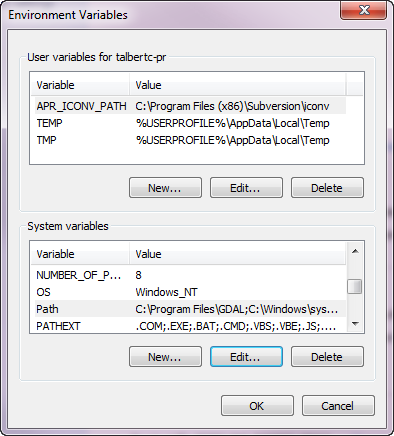 Environment Variables
User variables for talbertc-pr
Variable Value
APR_ICONV_PATH C:\Program Files (x86)\Subversion\iconv
TEMP %USERPROFILE%\AppData\Local\Temp
TMP %USERPROFILE%\AppData\Local\Temp
New... Edit... Delete
System variables
Variable Value
NUMBER_OF_P... 8
OS Windows_NT
Path C:\Program Files\GDAL;C:\Windows\sys...
PATHEXT .COM;.EXE;.BAT;.CMD;.VBS;.VBE;.JS;....
New... Edit... Delete
OK Cancel